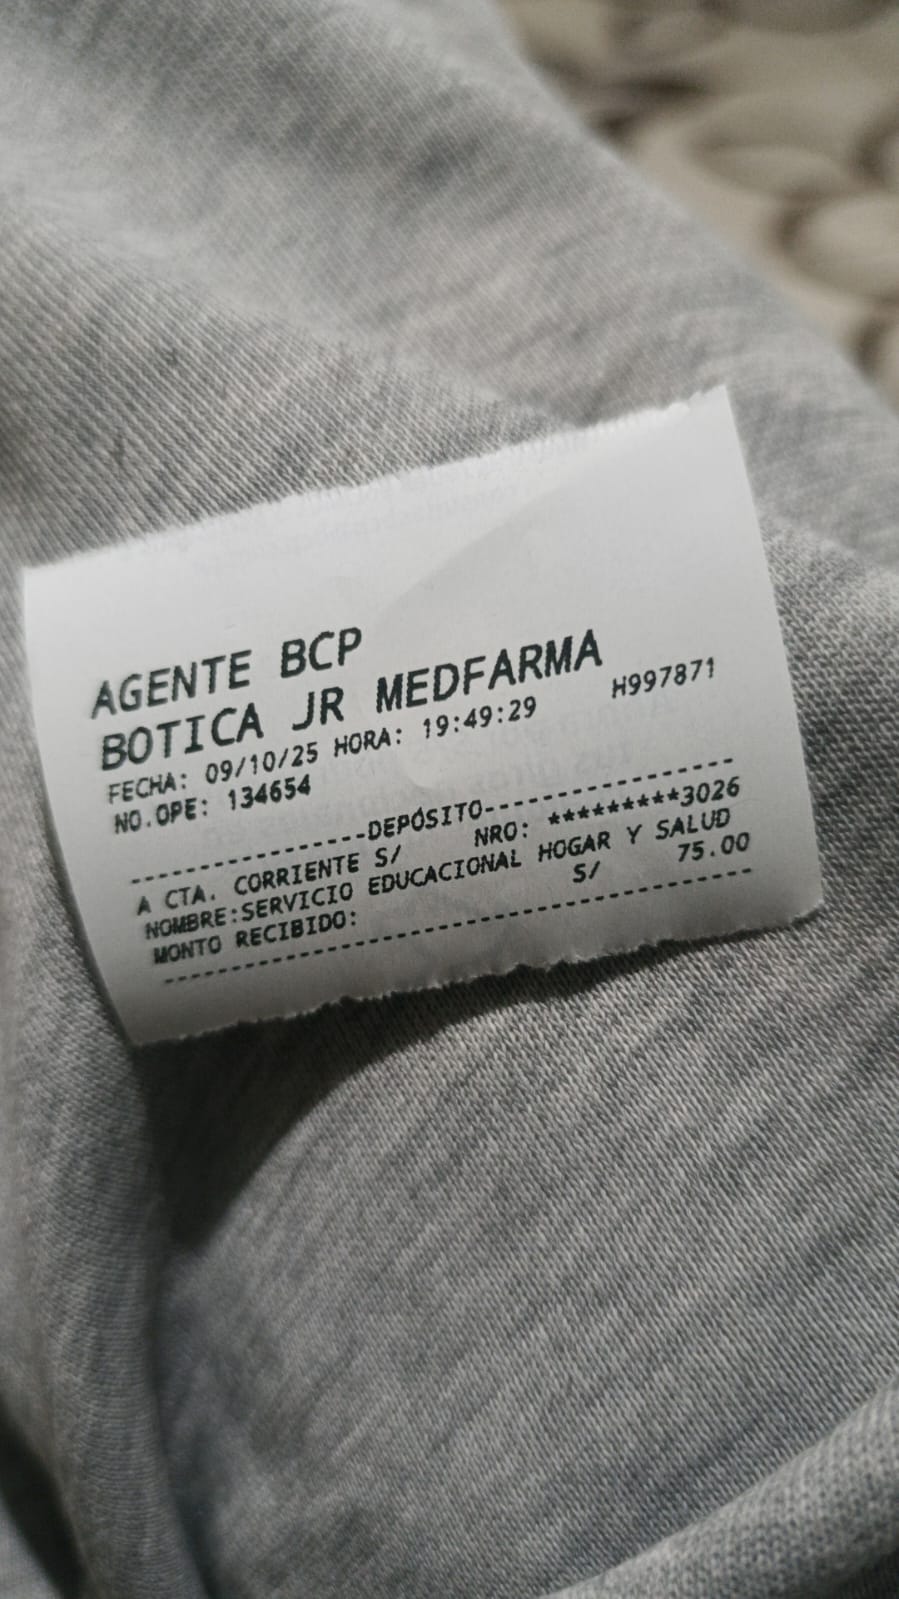 AGENTE BCP
BOTICA JR MEDFARMA
FECHA: 09/10/25 HORA: 19:49:29 H997871
NO.OPE: 134654
-----------------DEPÓSITO------------------
A CTA. CORRIENTE S/ NRO: *********3026
NOMBRE:SERVICIO EDUCACIONAL HOGAR Y SALUD
MONTO RECIBIDO: S/ 75.00
--------------------------------------------